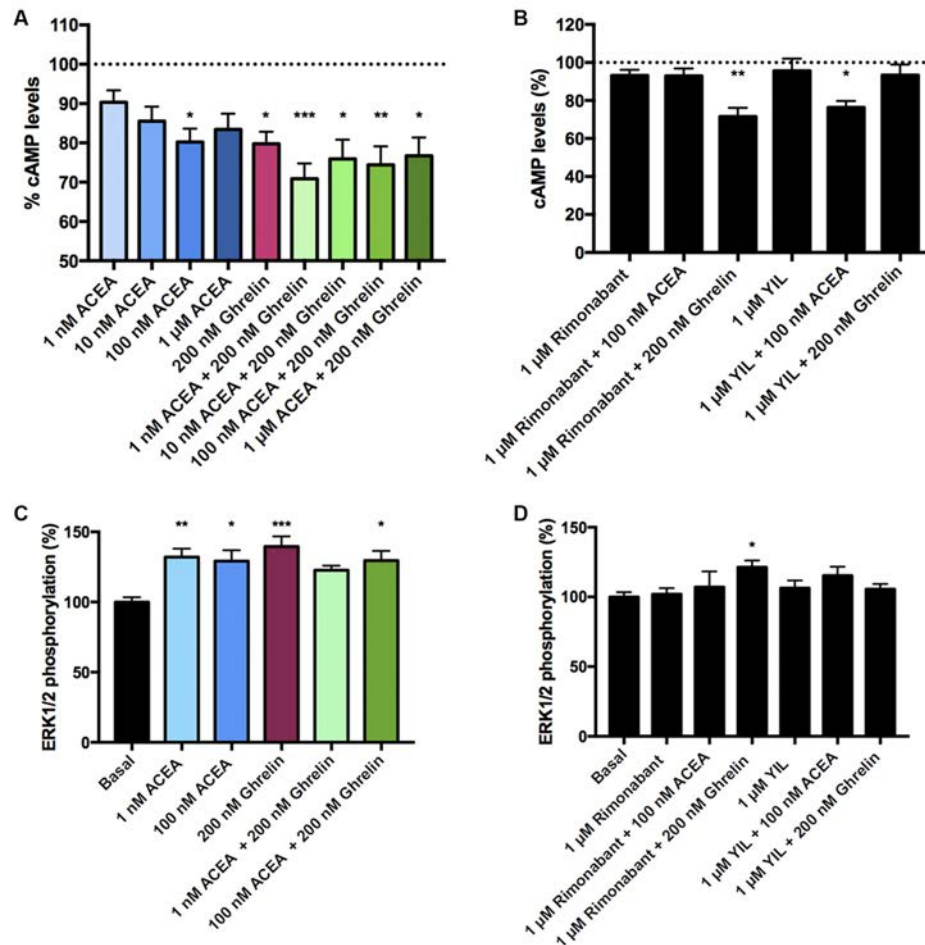 A
% cAMP levels
110
100
90
80
70
60
50
* * *** * ** *
1 nM ACEA
10 nM ACEA
100 nM ACEA
1 µM ACEA
200 nM Ghrelin
1 nM ACEA + 200 nM Ghrelin
10 nM ACEA + 200 nM Ghrelin
100 nM ACEA + 200 nM Ghrelin
1 µM ACEA + 200 nM Ghrelin
B
cAMP levels (%)
120
100
80
60
40
20
0
** *
1 µM Rimonabant
1 µM Rimonabant + 100 nM ACEA
1 µM Rimonabant + 200 nM Ghrelin
1 µM YIL
1 µM YIL + 100 nM ACEA
1 µM YIL + 200 nM Ghrelin
C
ERK1/2 phosphorylation (%)
150
100
50
0
** * *** *
Basal
1 nM ACEA
100 nM ACEA
200 nM Ghrelin
1 nM ACEA + 200 nM Ghrelin
100 nM ACEA + 200 nM Ghrelin
D
ERK1/2 phosphorylation (%)
150
100
50
0
*
Basal
1 µM Rimonabant
1 µM Rimonabant + 100 nM ACEA
1 µM Rimonabant + 200 nM Ghrelin
1 µM YIL
1 µM YIL + 100 nM ACEA
1 µM YIL + 200 nM Ghrelin